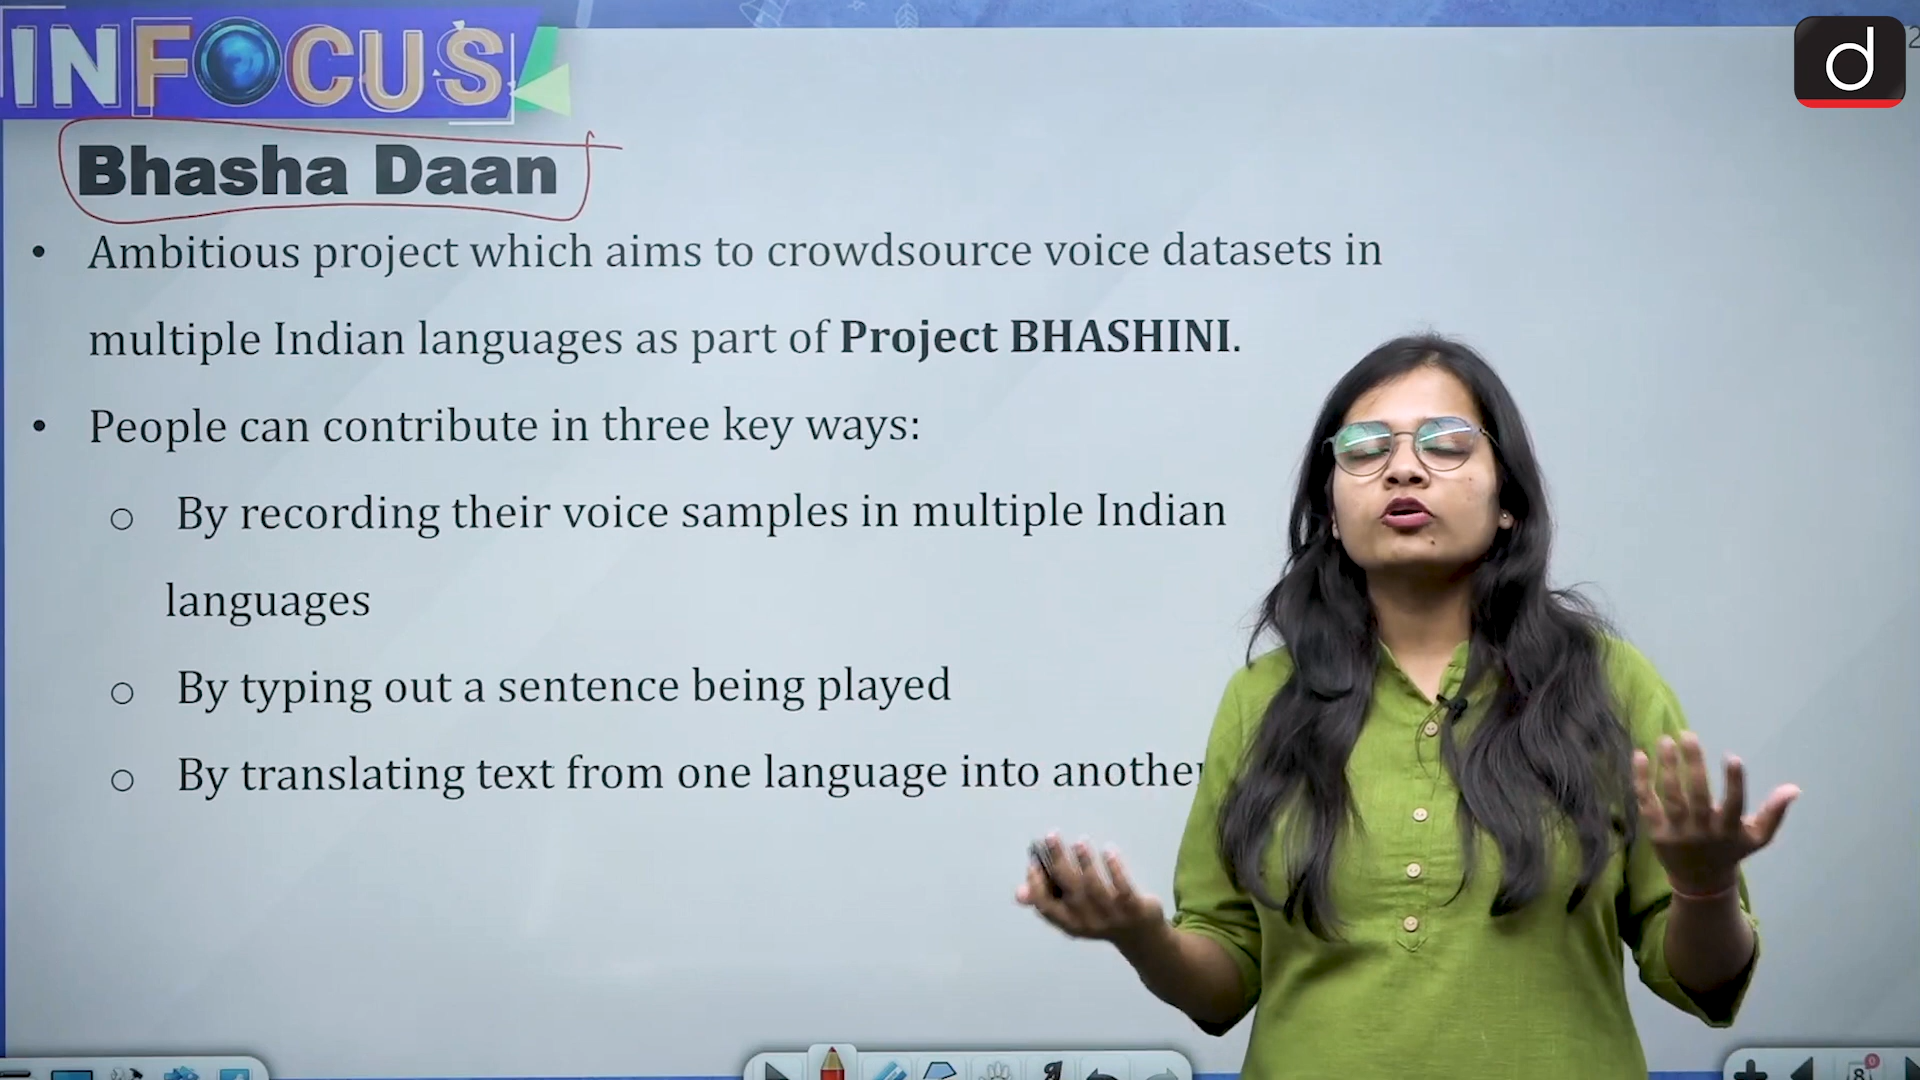 INFOCUS
d
2
Bhasha Daan
• Ambitious project which aims to crowdsource voice datasets in
multiple Indian languages as part of Project BHASHINI.
• People can contribute in three key ways:
o By recording their voice samples in multiple Indian
languages
o By typing out a sentence being played
o By translating text from one language into another
8